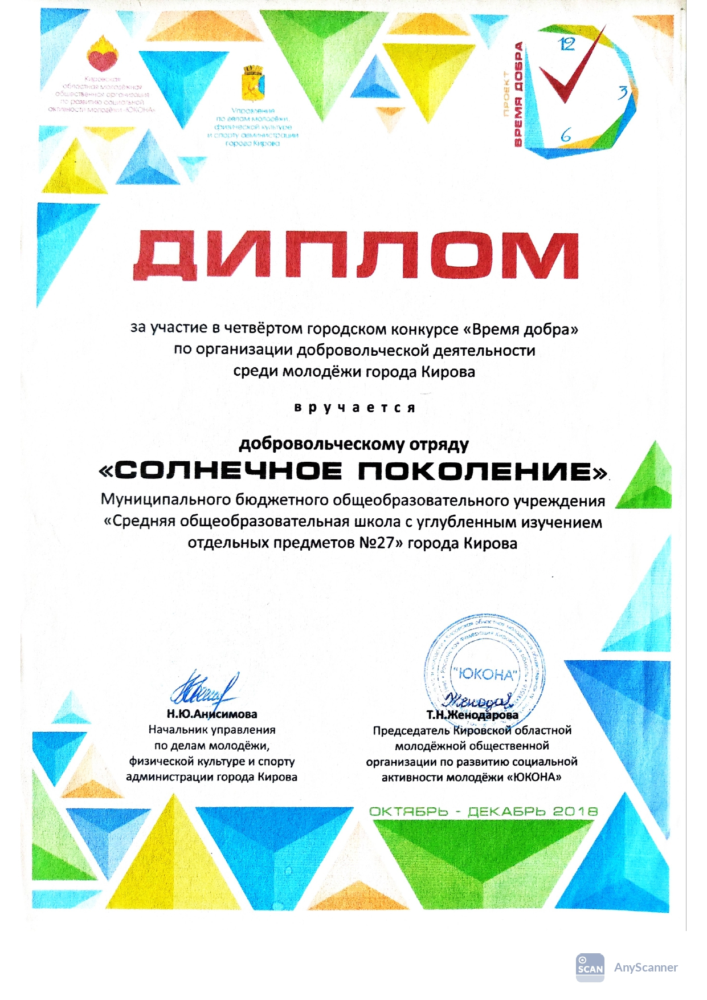 Кировская
областная молодёжная
общественная организация
по развитию социальной
активности молодёжи «ЮКОНА»
Управление
по делам молодёжи,
физической культуре
и спорту администрации
города Кирова
ПРОЕКТ
ВРЕМЯ ДОБРА
12
3
6
ДИПЛОМ
за участие в четвёртом городском конкурсе «Время добра»
по организации добровольческой деятельности
среди молодёжи города Кирова
вручается
добровольческому отряду
«СОЛНЕЧНОЕ ПОКОЛЕНИЕ»
Муниципального бюджетного общеобразовательного учреждения
«Средняя общеобразовательная школа с углубленным изучением
отдельных предметов №27» города Кирова
"ЮКОНА"
Н.Ю.Анисимова
Начальник управления
по делам молодёжи,
физической культуре и спорту
администрации города Кирова
Т.Н.Женодарова
Председатель Кировской областной
молодёжной общественной
организации по развитию социальной
активности молодёжи «ЮКОНА»
ОКТЯБРЬ - ДЕКАБРЬ 2018
SCAN
AnyScanner